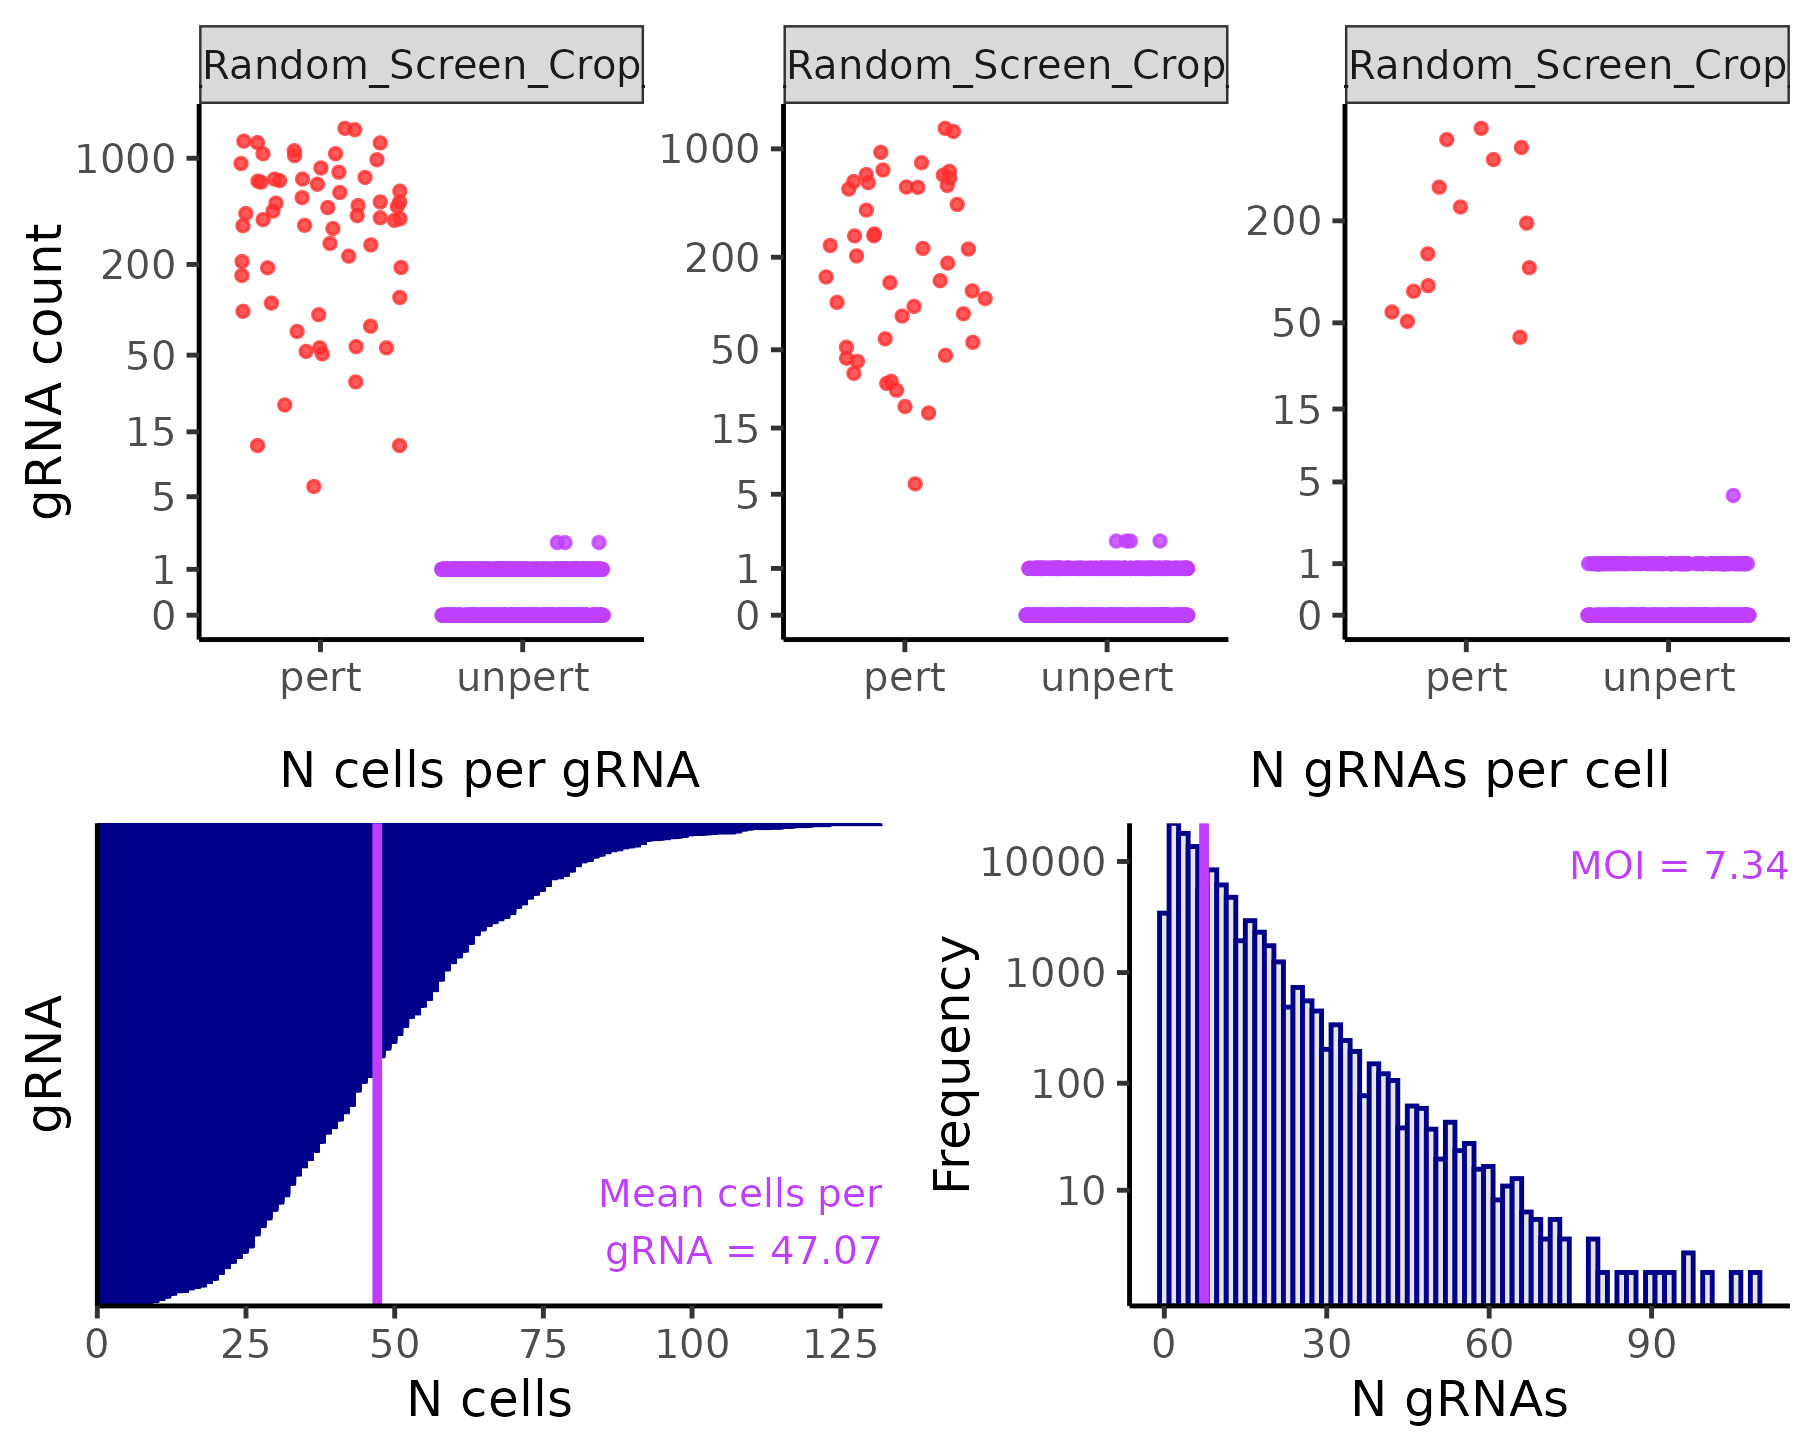 Random_Screen_Crop
Random_Screen_Crop
Random_Screen_Crop
gRNA count
1000
200
50
15
5
1
0
pert
unpert
1000
200
50
15
5
1
0
pert
unpert
200
50
15
5
1
0
pert
unpert
N cells per gRNA
gRNA
Mean cells per
gRNA = 47.07
0
25
50
75
100
125
N cells
N gRNAs per cell
Frequency
10000
1000
100
10
MOI = 7.34
0
30
60
90
N gRNAs